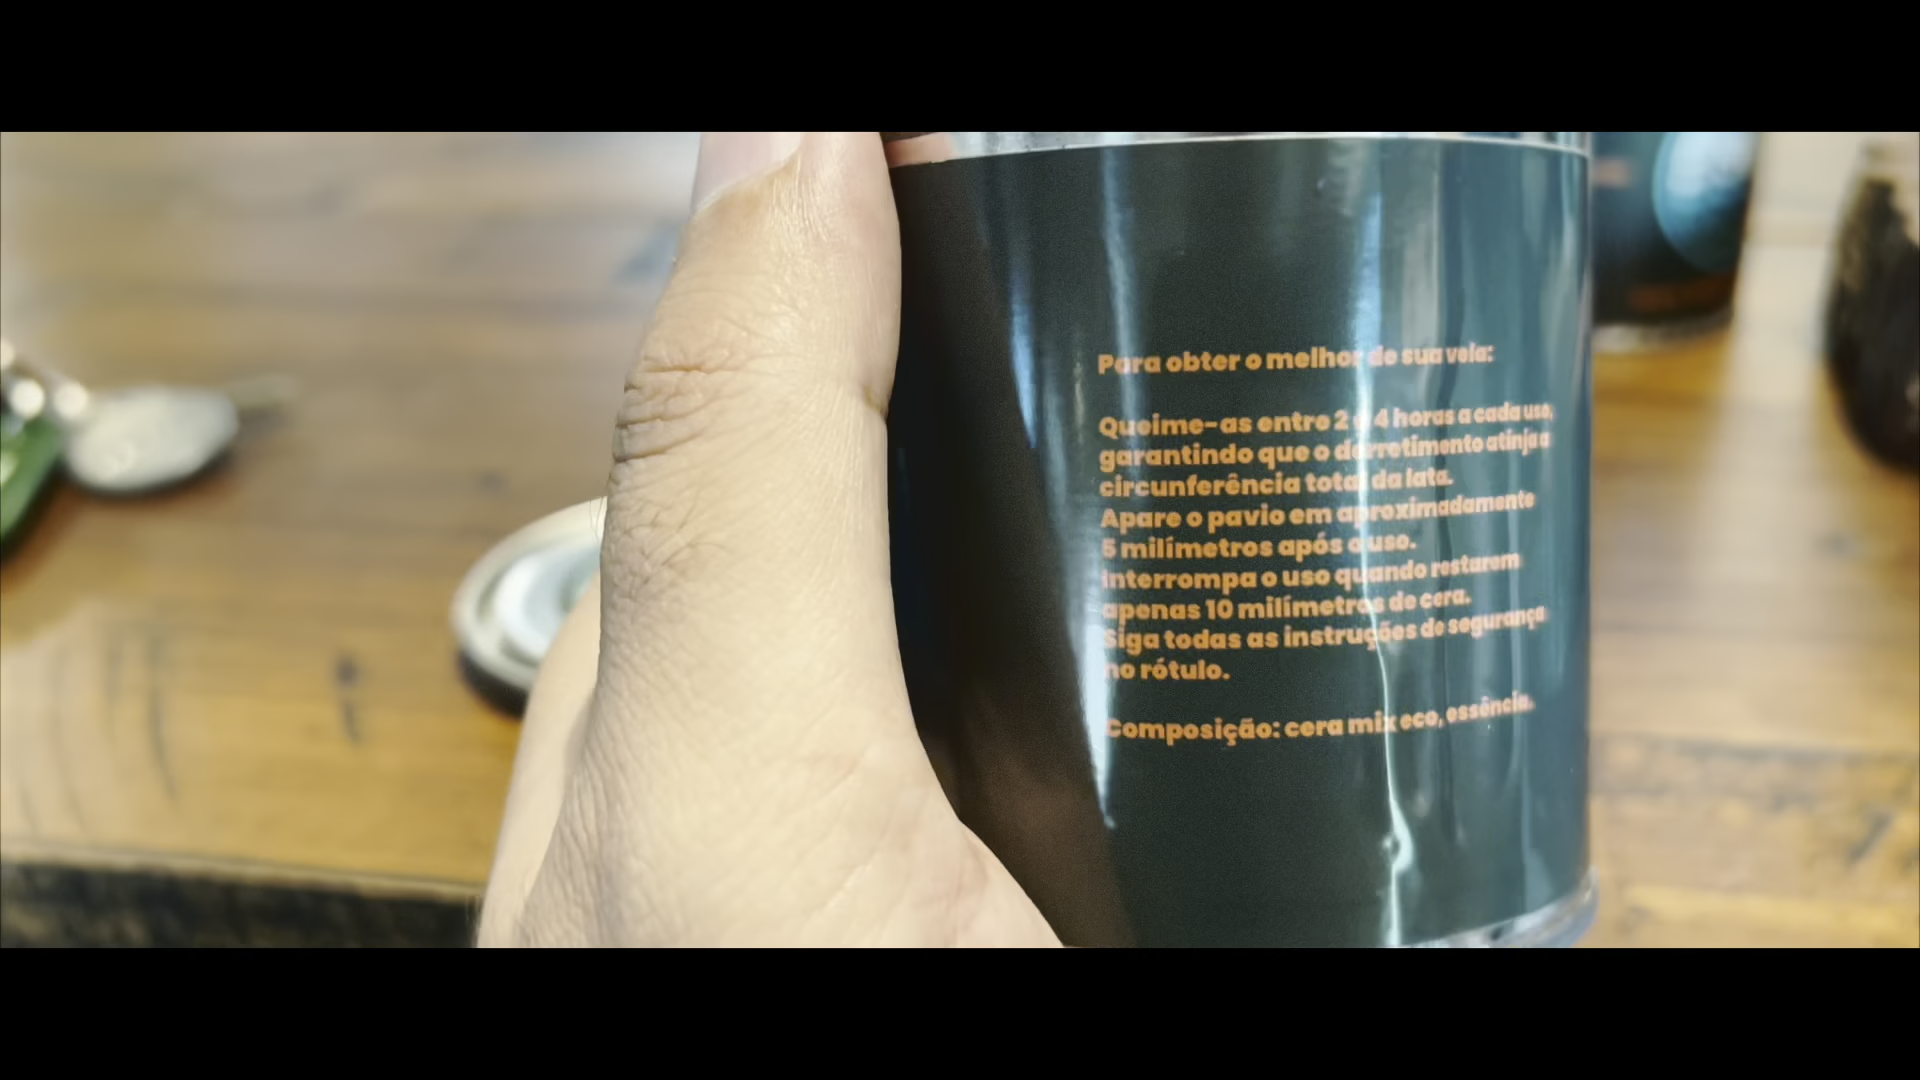 Para obter o melhor de sua vela:
Queime-as entre 2 e 4 horas a cada uso,
garantindo que o derretimento atinja a
circunferência total da lata.
Apare o pavio em aproximadamente
5 milímetros após o uso.
Interrompa o uso quando restarem
apenas 10 milímetros de cera.
Siga todas as instruções de segurança
no rótulo.
Composição: cera mix eco, essência.